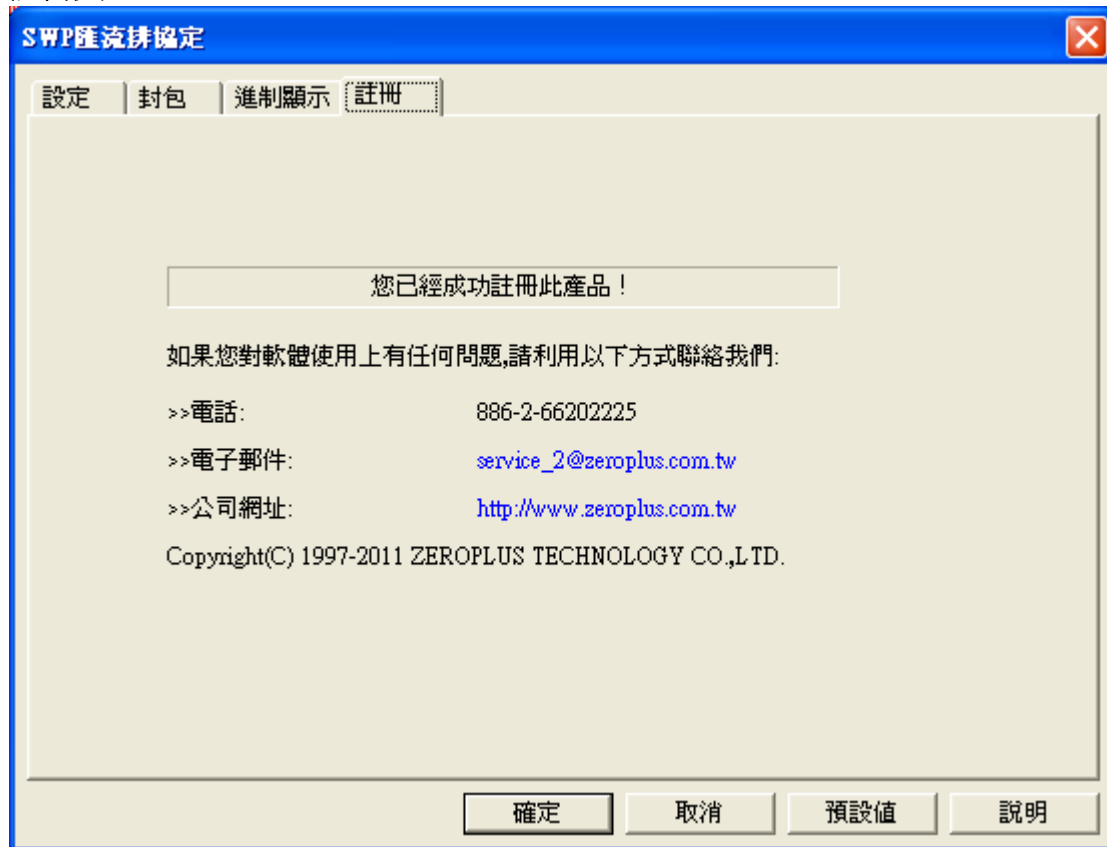 SWP匯流排協定
設定 封包 進制顯示 註冊
您已經成功註冊此產品！
如果您對軟體使用上有任何問題,請利用以下方式聯絡我們:
>>電話: 886-2-66202225
>>電子郵件: service_2@zeroplus.com.tw
>>公司網址: http://www.zeroplus.com.tw
Copyright(C) 1997-2011 ZEROPLUS TECHNOLOGY CO.,LTD.
確定 取消 預設值 說明